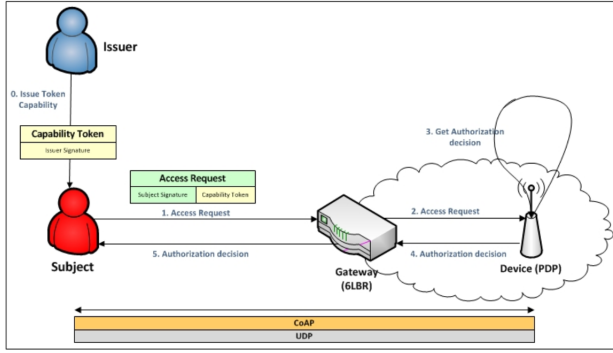 Issuer
0. Issue Token
Capability
Capability Token
Issuer Signature
3. Get Authorization
decision
Access Request
Subject Signature
Capability Token
1. Access Request
2. Access Request
5. Authorization decision
4. Authorization decision
Subject
Gateway
(6LBR)
Device (PDP)
CoAP
UDP